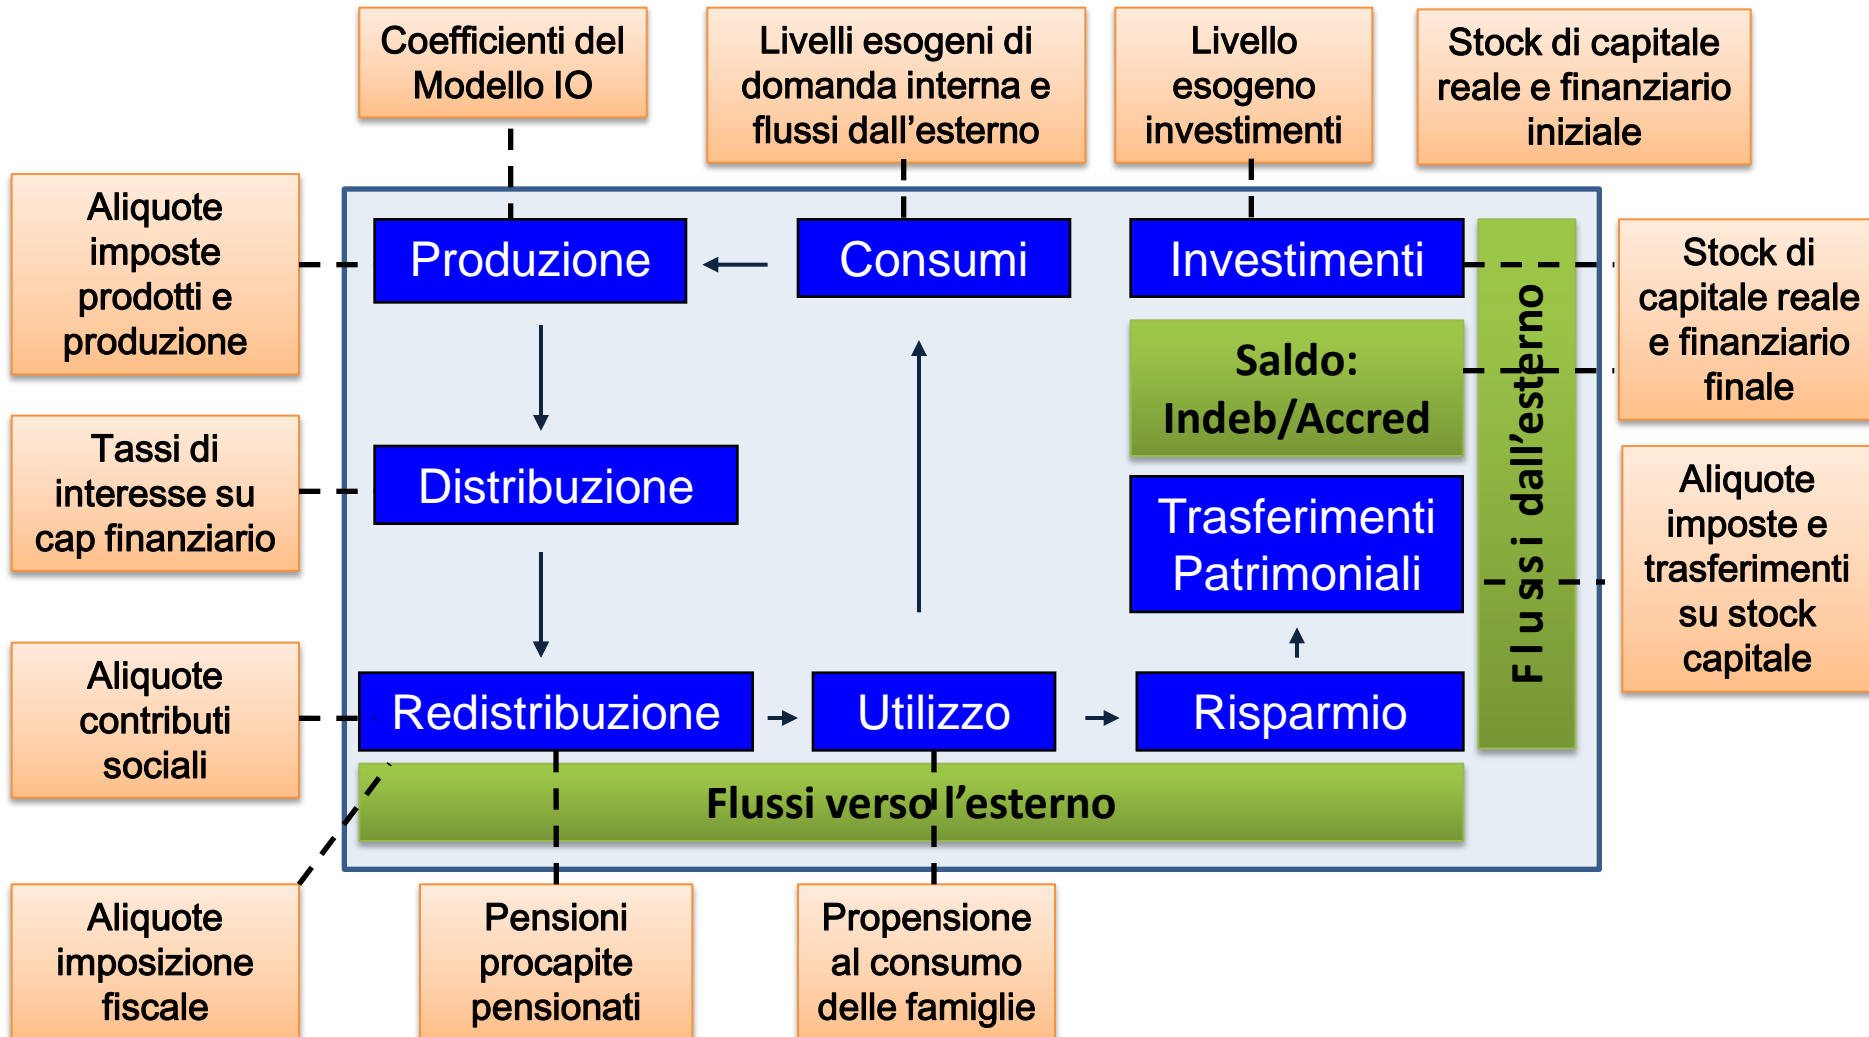 Coefficienti del
Modello IO
Livelli esogeni di
domanda interna e
flussi dall'esterno
Livello
esogeno
investimenti
Stock di capitale
reale e finanziario
iniziale
Aliquote
imposte
prodotti e
produzione
Produzione
Consumi
Investimenti
Stock di
capitale reale
e finanziario
finale
Saldo:
Indeb/Accred
Flussi dall'esterno
Tassi di
interesse su
cap finanziario
Distribuzione
Trasferimenti
Patrimoniali
Aliquote
imposte e
trasferimenti
su stock
capitale
Aliquote
contributi
sociali
Redistribuzione
Utilizzo
Risparmio
Flussi verso l'esterno
Aliquote
imposizione
fiscale
Pensioni
procapite
pensionati
Propensione
al consumo
delle famiglie